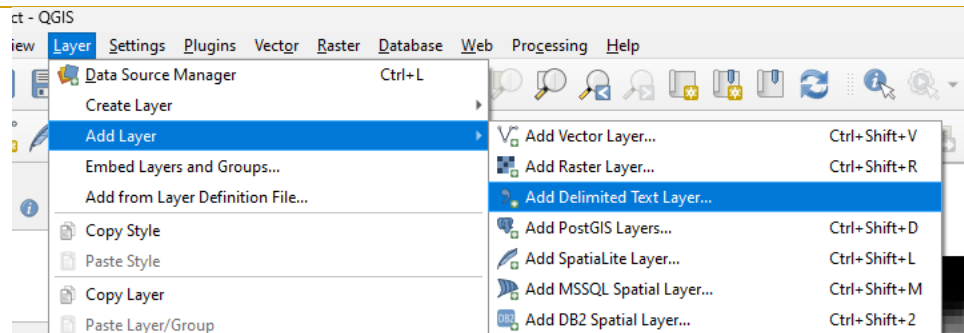 ct - QGIS
iew Layer Settings Plugins Vector Raster Database Web Processing Help
Data Source Manager Ctrl+L
Create Layer
Add Layer
Embed Layers and Groups...
Add from Layer Definition File...
Copy Style
Paste Style
Copy Layer
Paste Layer/Group
Add Vector Layer... Ctrl+Shift+V
Add Raster Layer... Ctrl+Shift+R
Add Delimited Text Layer...
Add PostGIS Layers... Ctrl+Shift+D
Add SpatiaLite Layer... Ctrl+Shift+L
Add MSSQL Spatial Layer... Ctrl+Shift+M
DB2 Add DB2 Spatial Layer... Ctrl+Shift+2